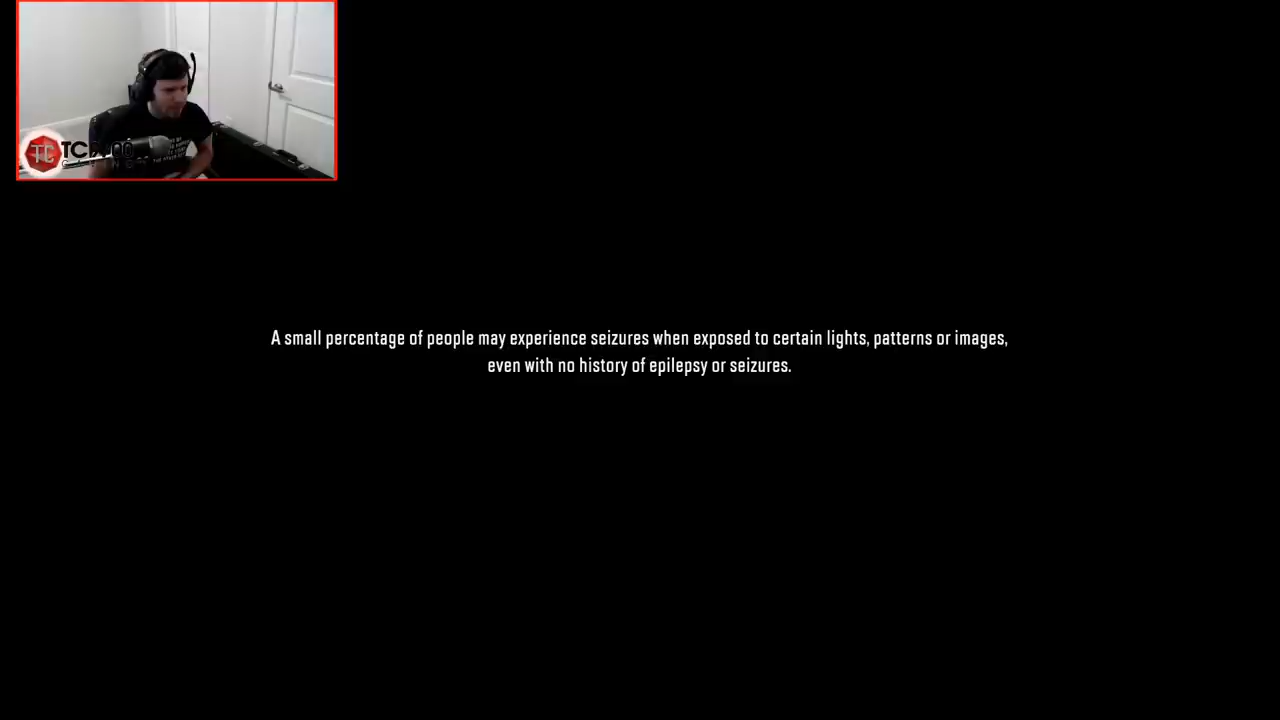 TC
A small percentage of people may experience seizures when exposed to certain lights, patterns or images,
even with no history of epilepsy or seizures.